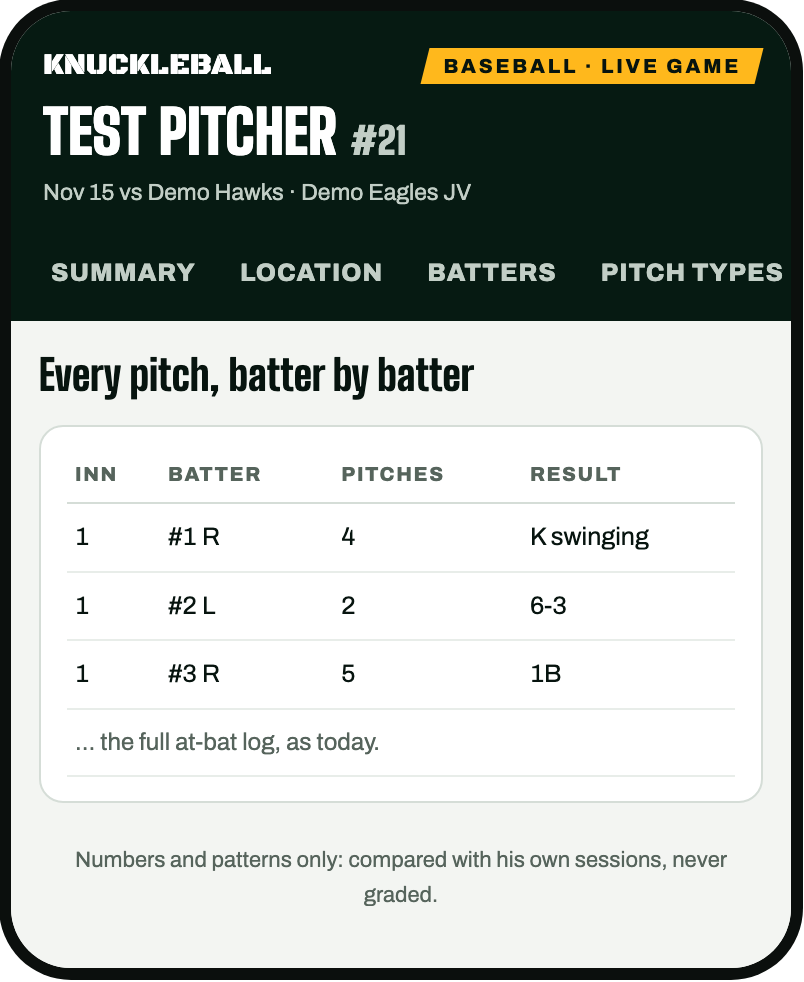 KNUCKLEBALL
BASEBALL · LIVE GAME
TEST PITCHER #21
Nov 15 vs Demo Hawks · Demo Eagles JV
SUMMARY LOCATION BATTERS PITCH TYPES
Every pitch, batter by batter
INN BATTER PITCHES RESULT
1 #1 R 4 K swinging
1 #2 L 2 6-3
1 #3 R 5 1B
... the full at-bat log, as today.
Numbers and patterns only: compared with his own sessions, never
graded.